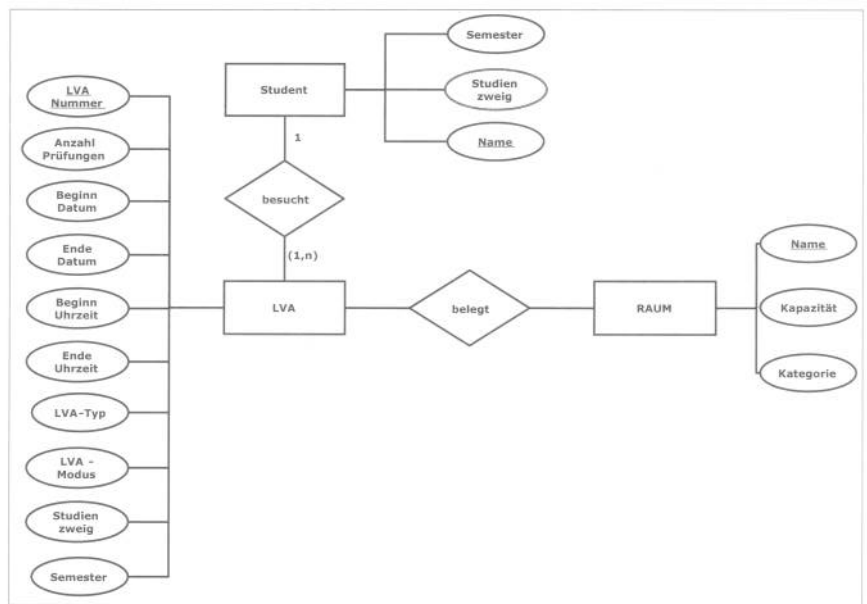 Semester
Student
Studien
zweig
Name
1
besucht
(1,n)
LVA
Nummer
Anzahl
Prüfungen
Beginn
Datum
Ende
Datum
Beginn
Uhrzeit
Ende
Uhrzeit
LVA-Typ
LVA -
Modus
Studien
zweig
Semester
LVA
belegt
RAUM
Name
Kapazität
Kategorie